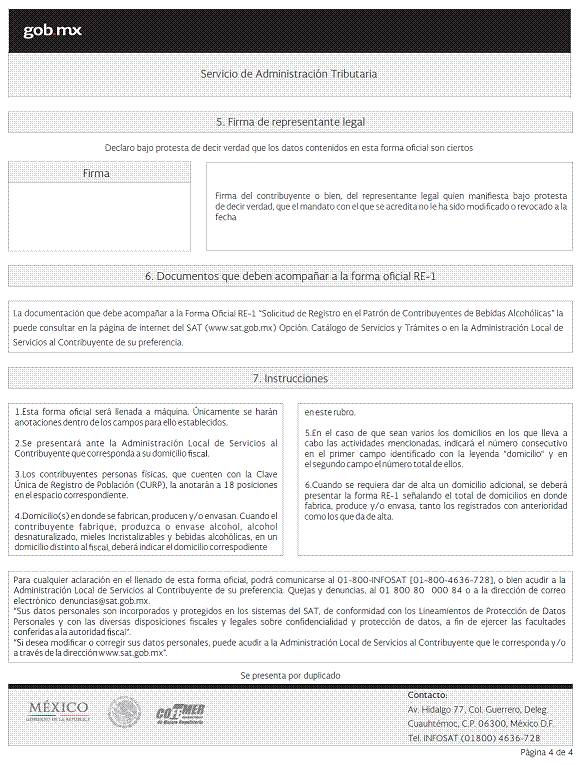 gob.mx
Servicio de Administración Tributaria
5. Firma de representante legal
Declaro bajo protesta de decir verdad que los datos contenidos en esta forma oficial son ciertos
Firma
Firma del contribuyente o bien, del representante legal quien manifiesta bajo protesta
de decir verdad, que el mandato con el que se acredita no le ha sido modificado o revocado a la
fecha
6. Documentos que deben acompañar a la forma oficial RE-1
La documentación que debe acompañar a la Forma Oficial RE-1 "Solicitud de Registro en el Patrón de Contribuyentes de Bebidas Alcohólicas" la
puede consultar en la página de internet del SAT (www.sat.gob.mx) Opción. Catálogo de Servicios y Trámites o en la Administración Local de
Servicios al Contribuyente de su preferencia.
7. Instrucciones
1.Esta forma oficial será llenada a máquina. Únicamente se harán
anotaciones dentro de los campos para ello establecidos.
2.Se presentará ante la Administración Local de Servicios al
Contribuyente que corresponda a su domicilio fiscal.
3.Los contribuyentes personas físicas, que cuenten con la Clave
Única de Registro de Población (CURP), la anotarán a 18 posiciones
en el espacio correspondiente.
4.Domicilio(s) en donde se fabrican, producen y/o envasan. Cuando el
contribuyente fabrique, produzca o envase alcohol, alcohol
desnaturalizado, mieles Incristalizables y bebidas alcohólicas, en un
domicilio distinto al fiscal, deberá indicar el domicilio correspodiente
en este rubro.
5.En el caso de que sean varios los domicilios en los que lleva a
cabo las actividades mencionadas, indicará el número consecutivo
en el primer campo identificado con la leyenda "domicilio" y en
el segundo campo el número total de ellos.
6.Cuando se requiera dar de alta un domicilio adicional, se deberá
presentar la forma RE-1 señalando el total de domicilios en donde
fabrica, produce y/o envasa, tanto los registrados con anterioridad
como los que da de alta.
Para cualquier aclaración en el llenado de esta forma oficial, podrá comunicarse al 01-800-INFOSAT [01-800-4636-728], o bien acudir a la
Administración Local de Servicios al Contribuyente de su preferencia. Quejas y denuncias, al 01 800 80 000 84 o a la dirección de correo
electrónico denuncias@sat.gob.mx.
"Sus datos personales son incorporados y protegidos en los sistemas del SAT, de conformidad con los Lineamientos de Protección de Datos
Personales y con las diversas disposiciones fiscales y legales sobre confidencialidad y protección de datos, a fin de ejercer las facultades
conferidas a la autoridad fiscal".
"Si desea modificar o corregir sus datos personales, puede acudir a la Administración Local de Servicios al Contribuyente que le corresponda y/o
a través de la dirección www.sat.gob.mx".
Se presenta por duplicado
MÉXICO
GOBIERNO DE LA REPÚBLICA
COFEMER
Contacto:
Av. Hidalgo 77, Col. Guerrero, Deleg.
Cuauhtémoc, C.P. 06300, México D.F.
Tel. INFOSAT (01800) 4636-728
Página 4 de 4